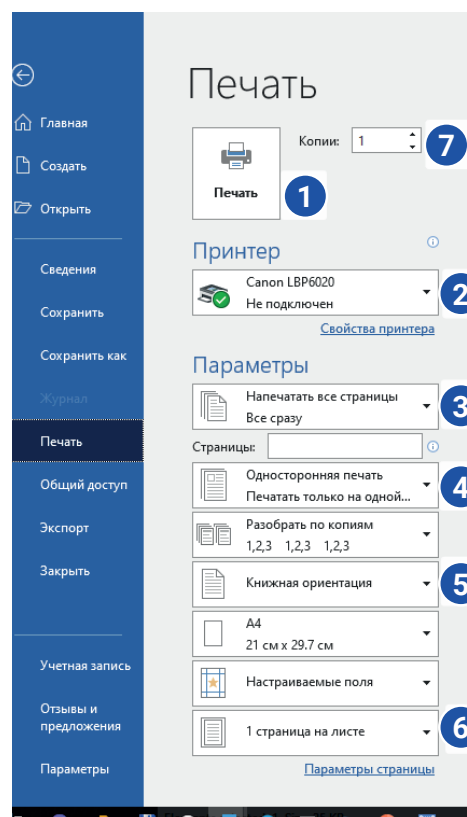 Печать
Главная
Создать
Открыть
Сведения
Сохранить
Сохранить как
Журнал
Печать
Общий доступ
Экспорт
Закрыть
Учетная запись
Отзывы и
предложения
Параметры
Копии: 1
7
Печать
1
Принтер
Canon LBP6020
Не подключен
2
Свойства принтера
Параметры
Напечатать все страницы
Все сразу
3
Страницы:
Односторонняя печать
Печатать только на одной...
4
Разобрать по копиям
1,2,3 1,2,3 1,2,3
Книжная ориентация
5
A4
21 см x 29.7 см
Настраиваемые поля
1 страница на листе
6
Параметры страницы